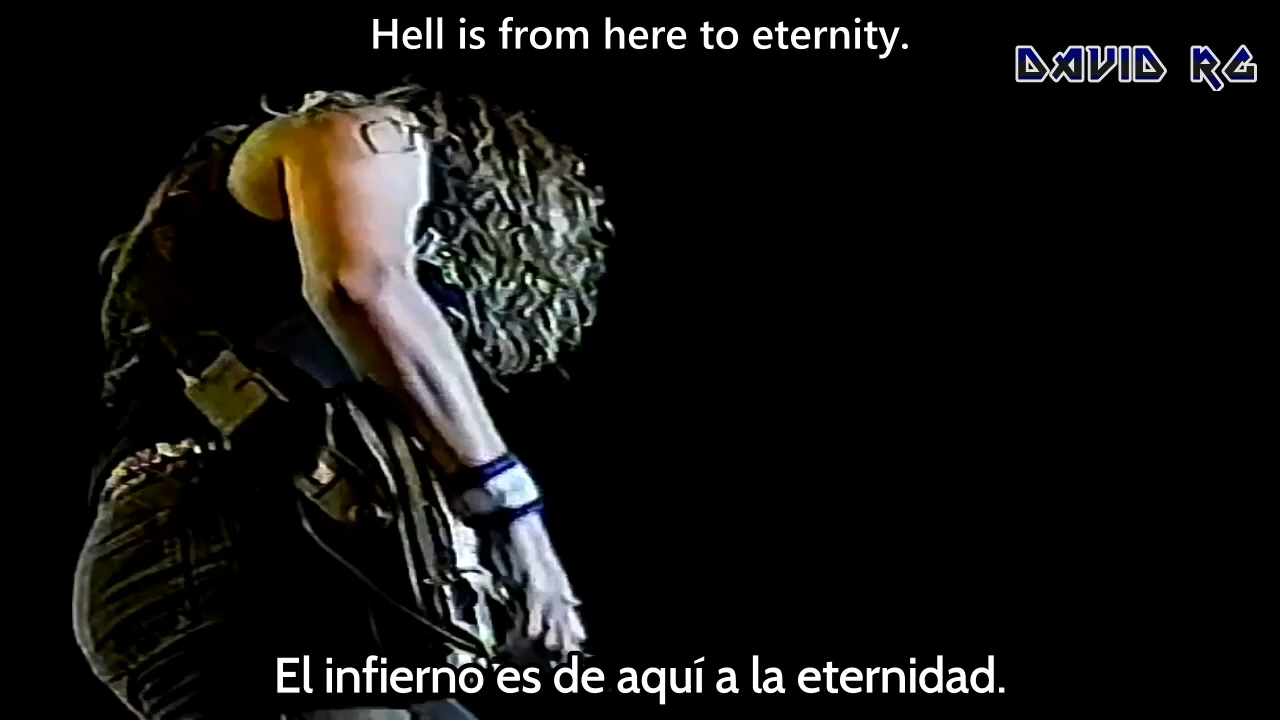 Hell is from here to eternity.
DAVID RG
El infierno es de aquí a la eternidad.